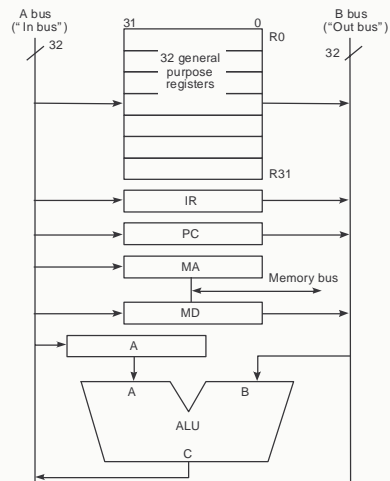 A bus
(“In bus”)
B bus
(“Out bus”)
31
0
32
32
R0
32 general
purpose
registers
R31
IR
PC
MA
Memory bus
MD
A
A
B
ALU
C